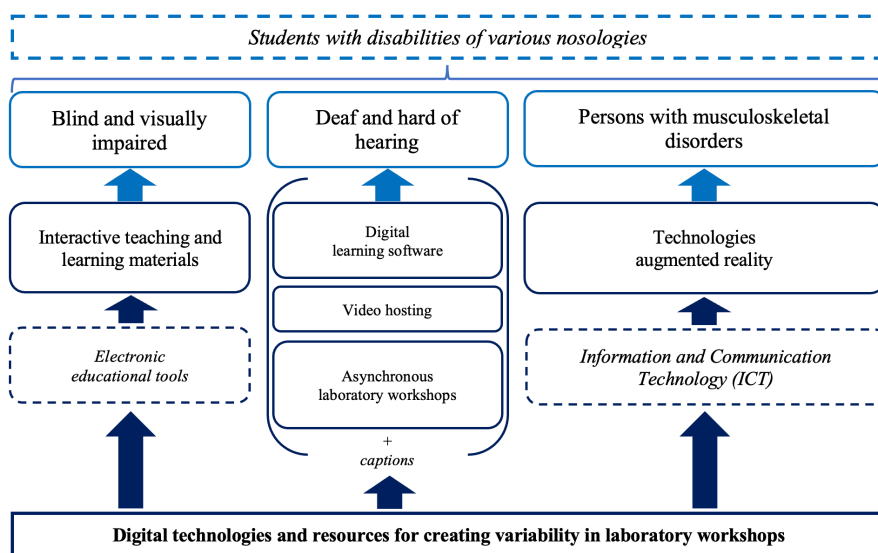 Students with disabilities of various nosologies
Blind and visually
impaired
Deaf and hard of
hearing
Persons with musculoskeletal
disorders
Interactive teaching and
learning materials
Digital
learning software
Technologies
augmented reality
Video hosting
Electronic
educational tools
Asynchronous
laboratory workshops
Information and Communication
Technology (ICT)
+
captions
Digital technologies and resources for creating variability in laboratory workshops